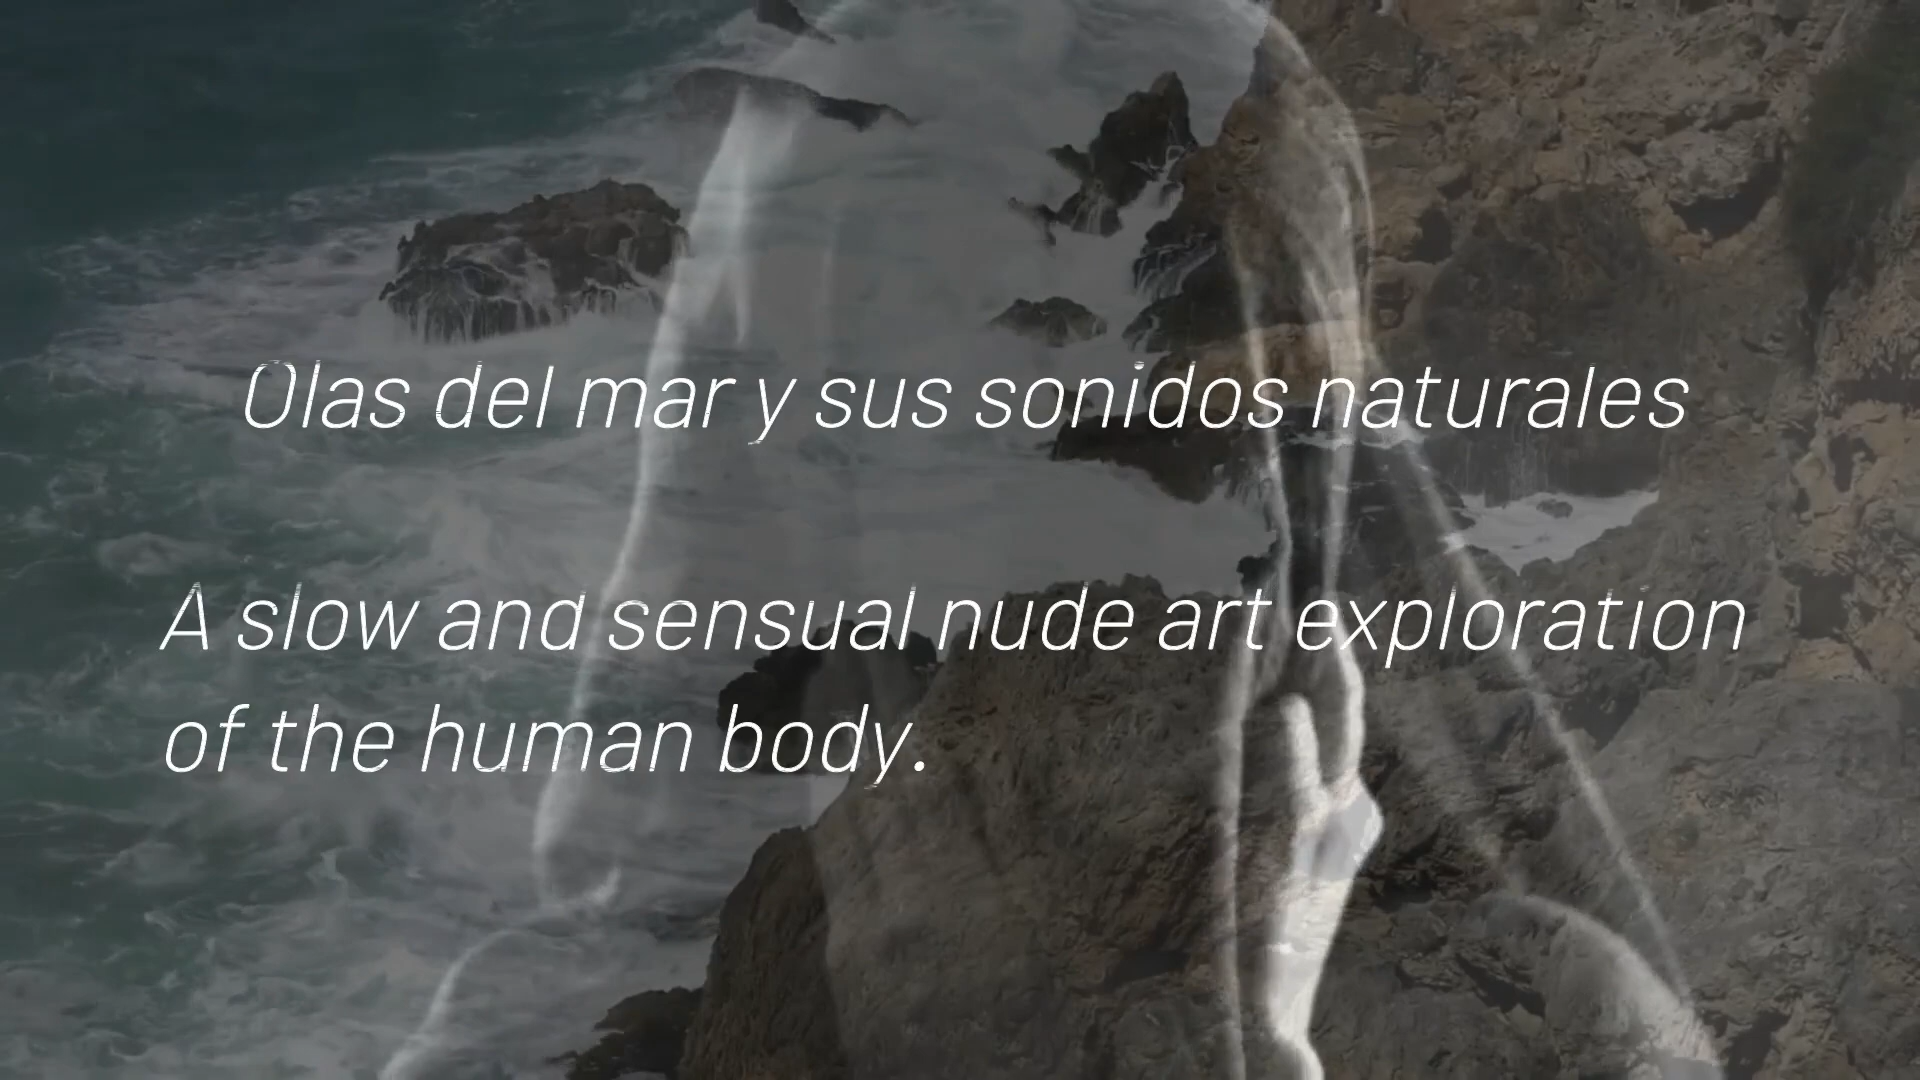 Olas del mar y sus sonidos naturales
A slow and sensual nude art exploration
of the human body.